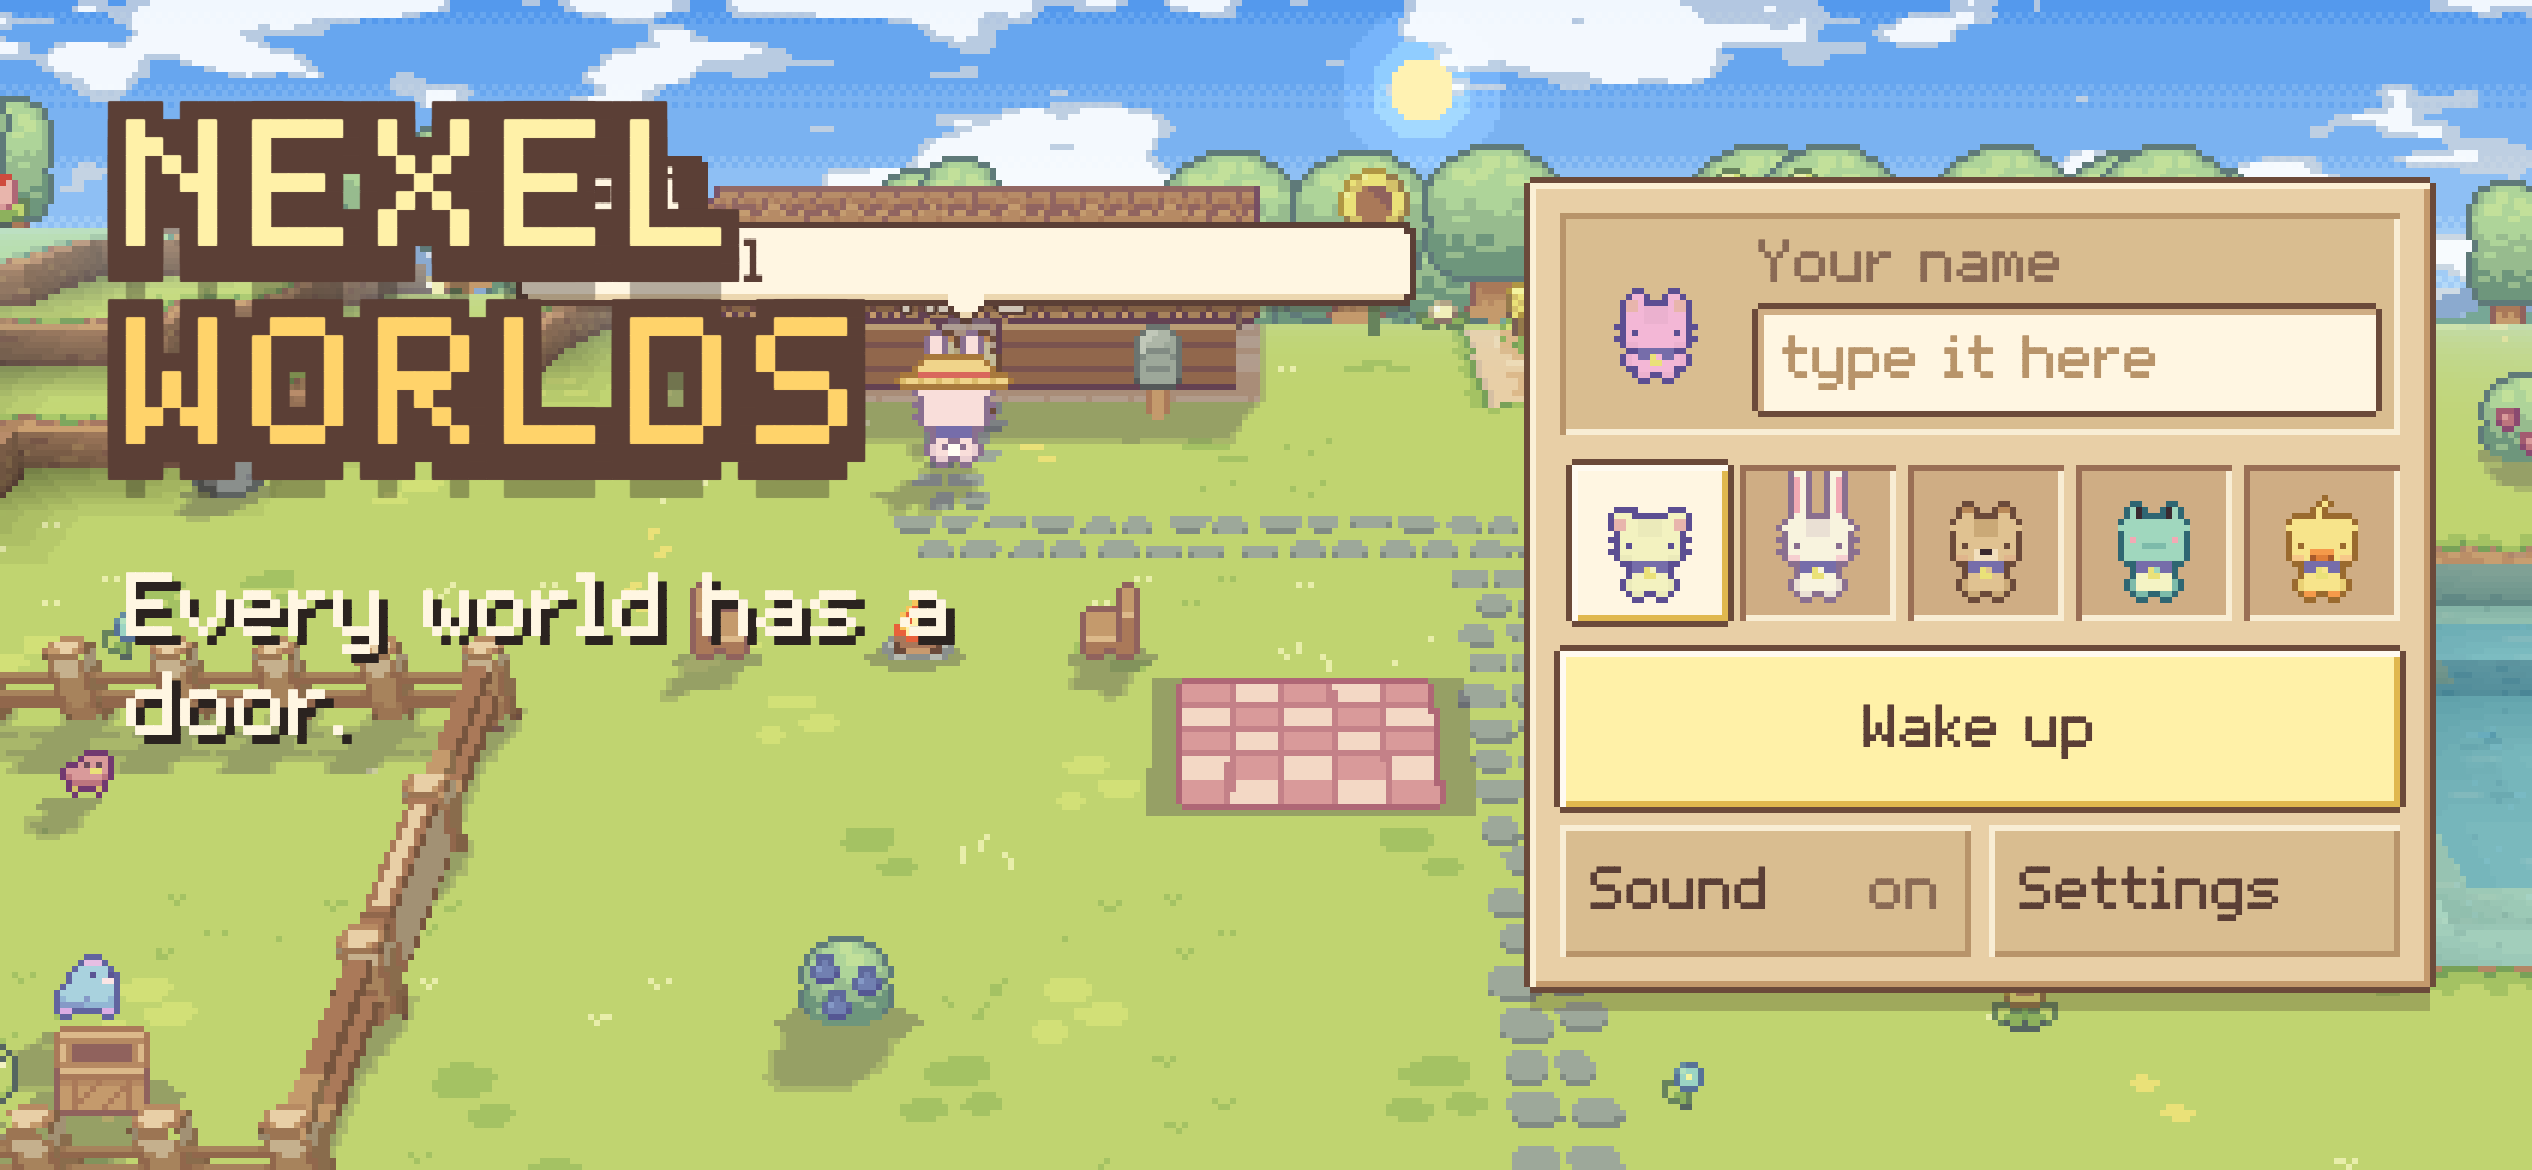 NEXEL
WORLDS
Every world has a
door.
Your name
type it here
Wake up
Sound on
Settings